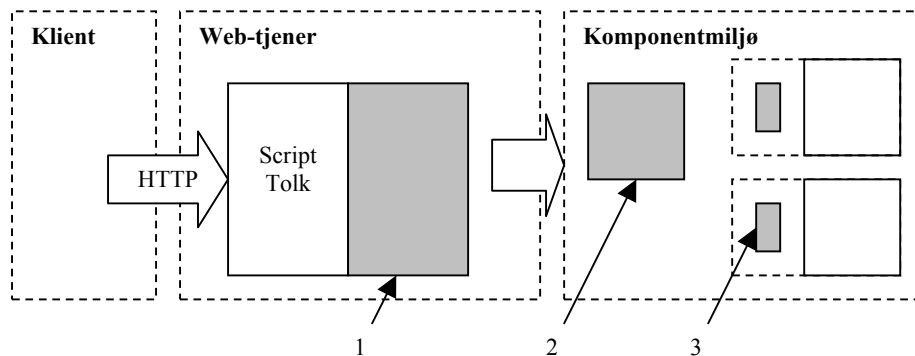 Klient
Web-tjener
Komponentmiljø
Script
Tolk
HTTP
1
2
3